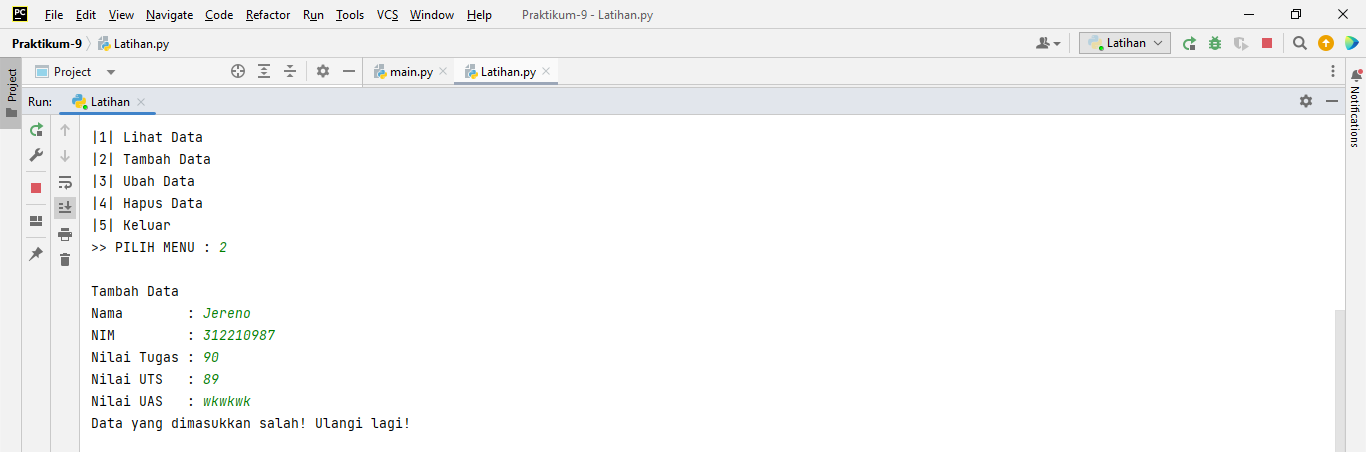 PC File Edit View Navigate Code Refactor Run Tools VCS Window Help Praktikum-9 - Latihan.py
Praktikum-9 Latihan.py Latihan
Project Project main.py Latihan.py
Run: Latihan
Notifications
|1| Lihat Data
|2| Tambah Data
|3| Ubah Data
|4| Hapus Data
|5| Keluar
>> PILIH MENU : 2
Tambah Data
Nama : Jereno
NIM : 312210987
Nilai Tugas : 90
Nilai UTS : 89
Nilai UAS : wkwkwk
Data yang dimasukkan salah! Ulangi lagi!